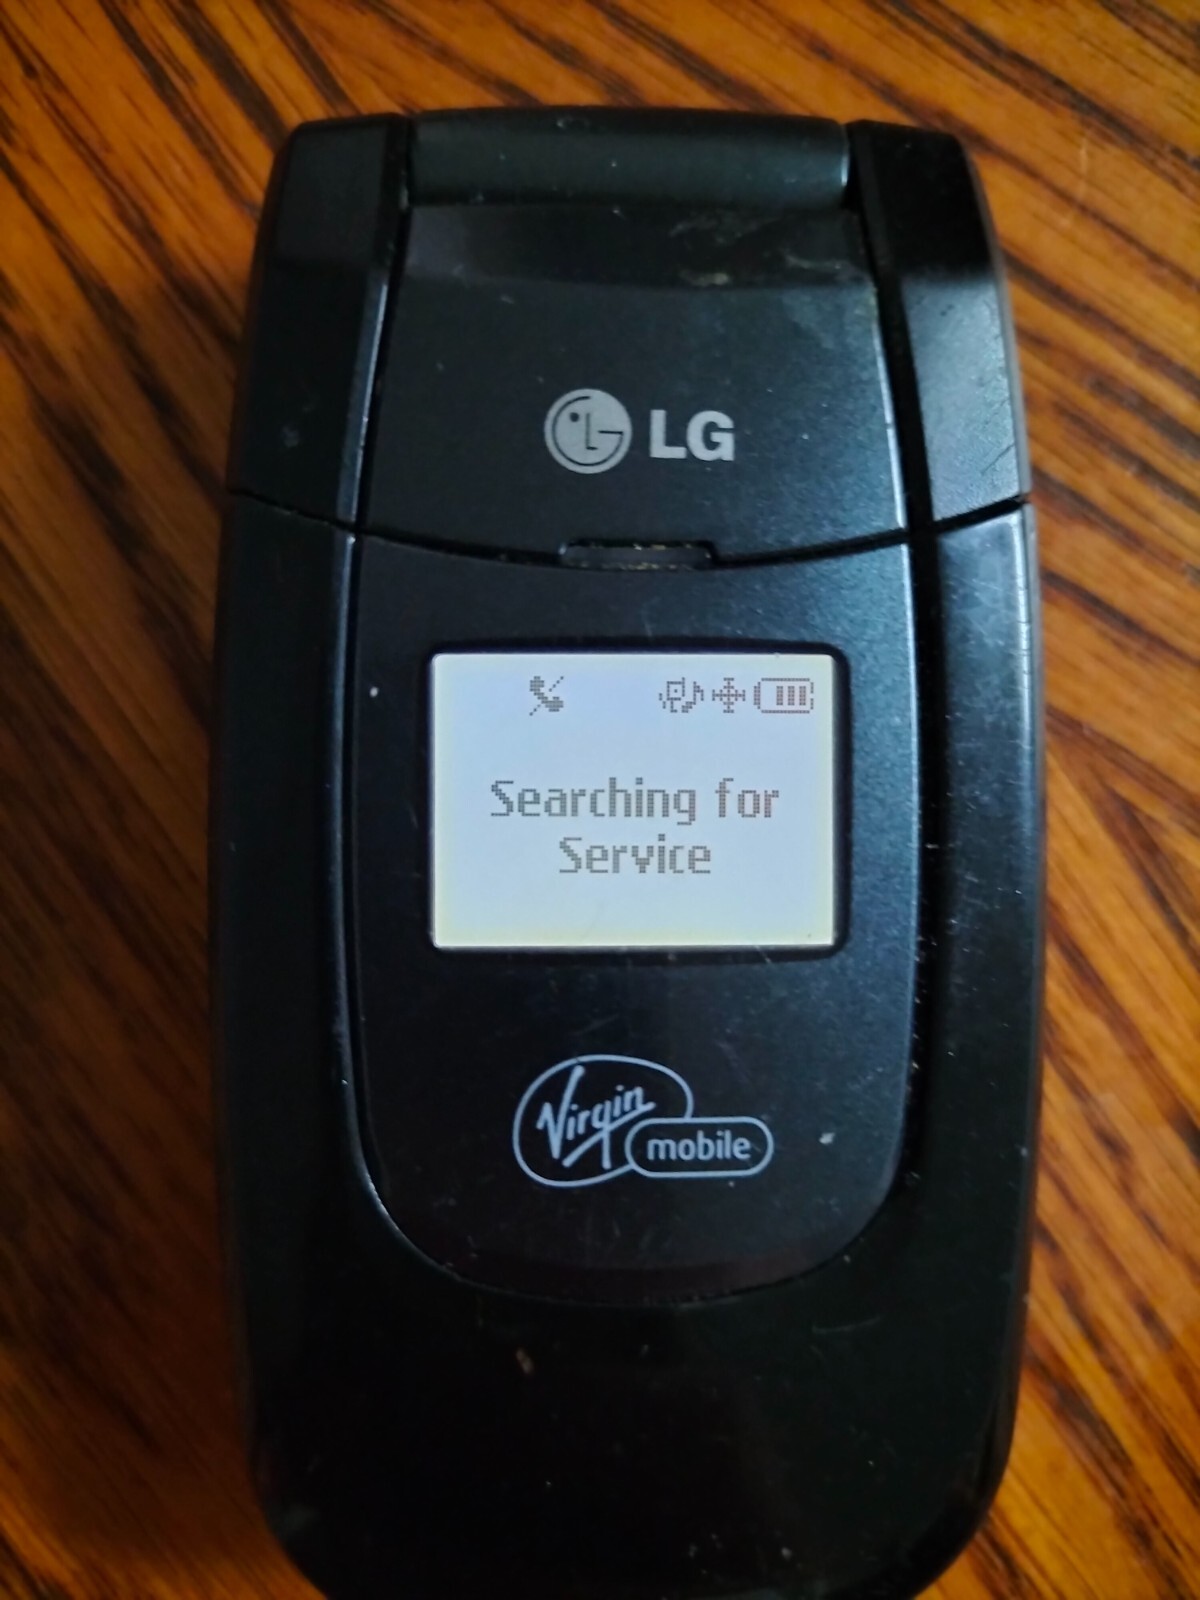 LG
Searching for
Service
Virgin
mobile